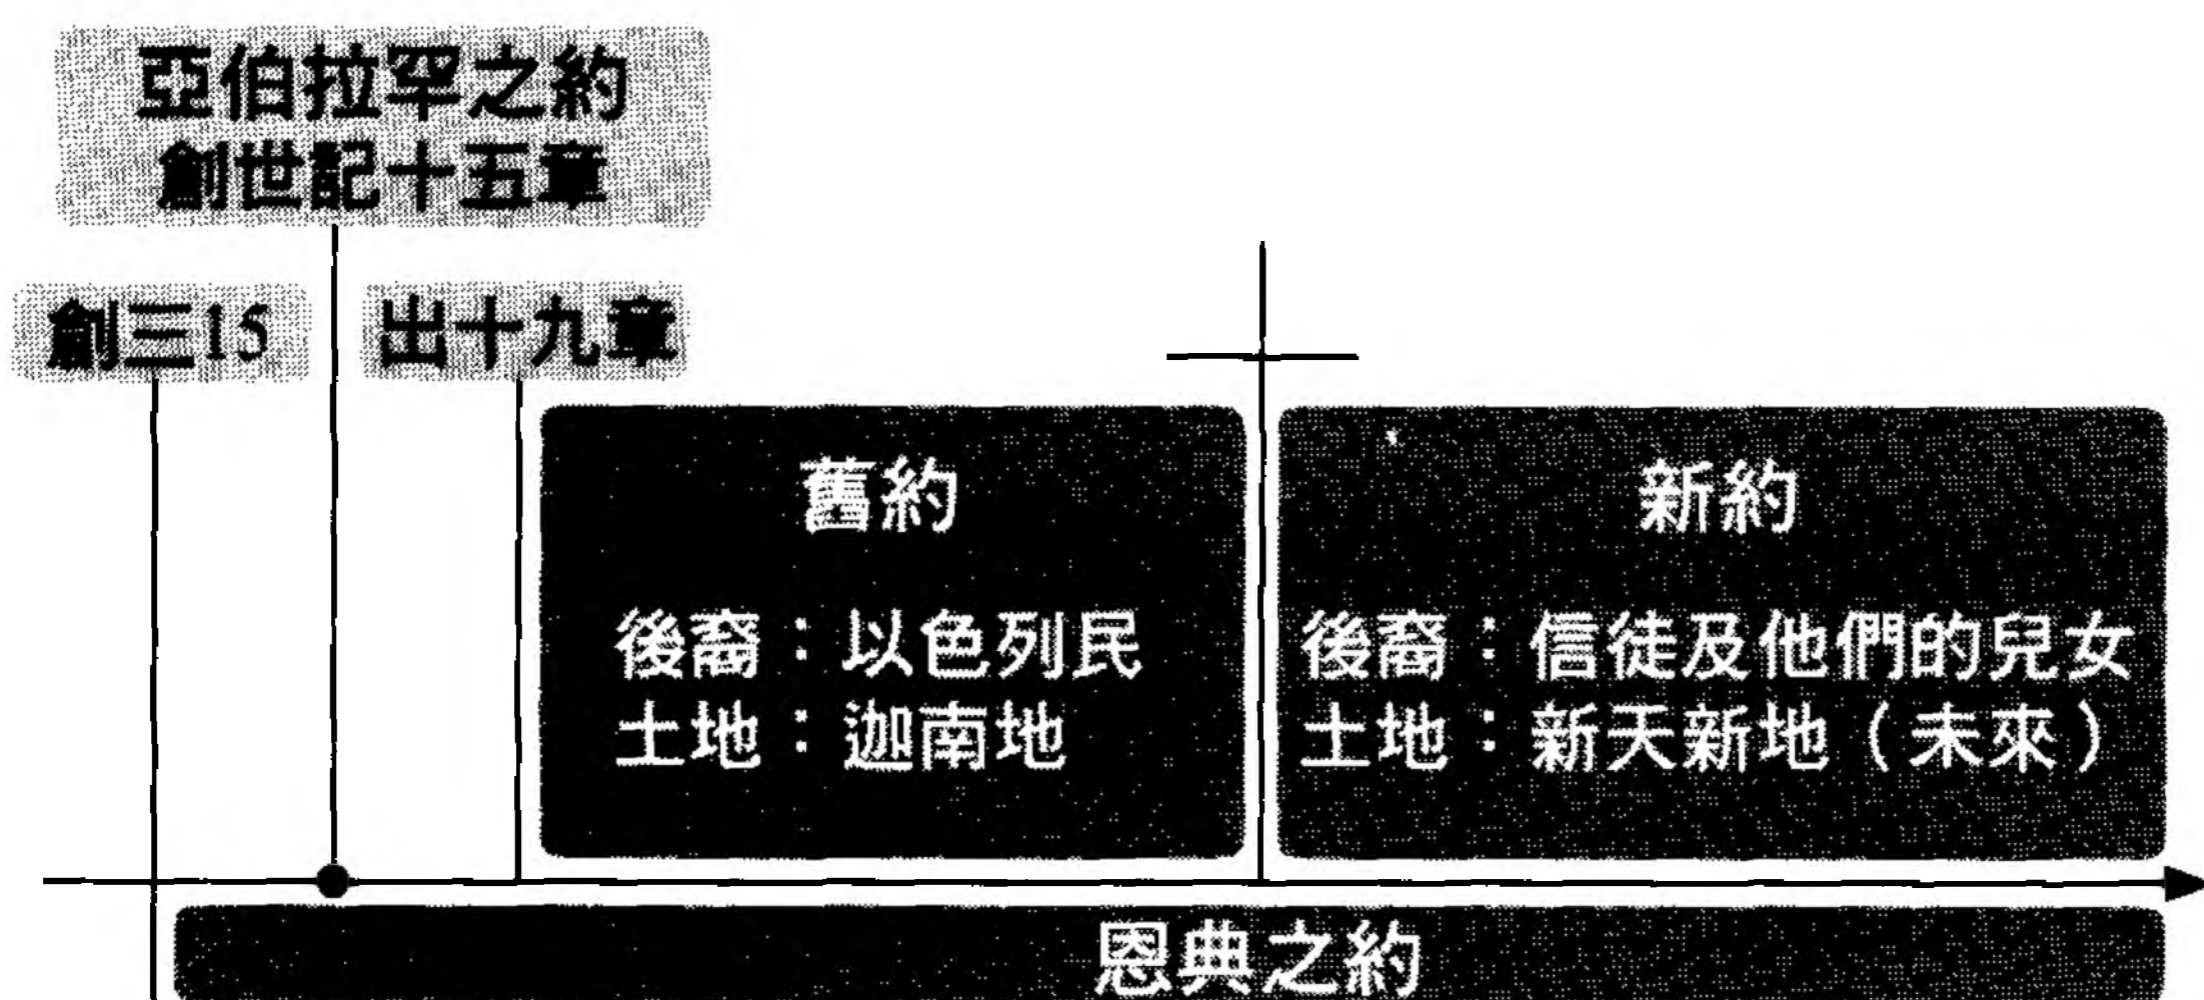 亞伯拉罕之約
創世記十五章
創三15
出十九章
舊約
後裔：以色列民
土地：迦南地
新約
後裔：信徒及他們的兒女
土地：新天新地（未來）
恩典之約